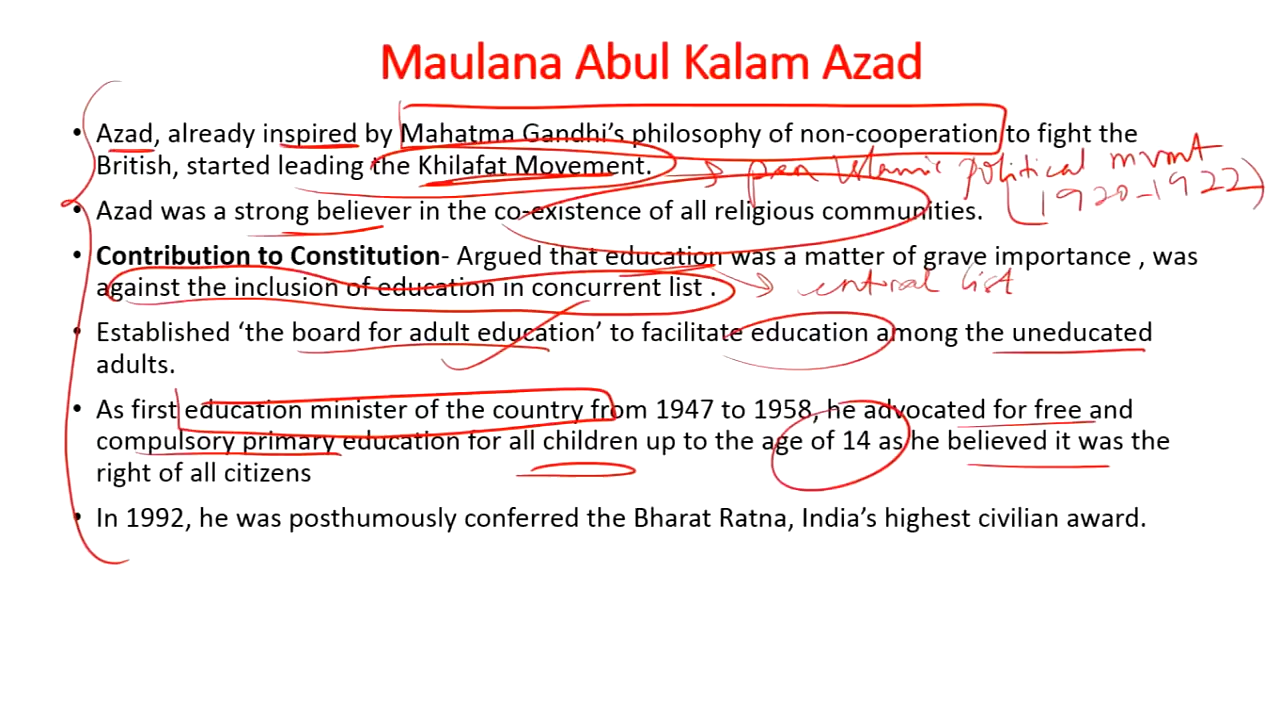 Maulana Abul Kalam Azad
• Azad, already inspired by Mahatma Gandhi's philosophy of non-cooperation to fight the
British, started leading the Khilafat Movement.
pan Islamic political mvmt
(1920-1922)
• Azad was a strong believer in the co-existence of all religious communities.
• Contribution to Constitution- Argued that education was a matter of grave importance , was
against the inclusion of education in concurrent list .
central list
• Established ‘the board for adult education’ to facilitate education among the uneducated
adults.
• As first education minister of the country from 1947 to 1958, he advocated for free and
compulsory primary education for all children up to the age of 14 as he believed it was the
right of all citizens
• In 1992, he was posthumously conferred the Bharat Ratna, India’s highest civilian award.